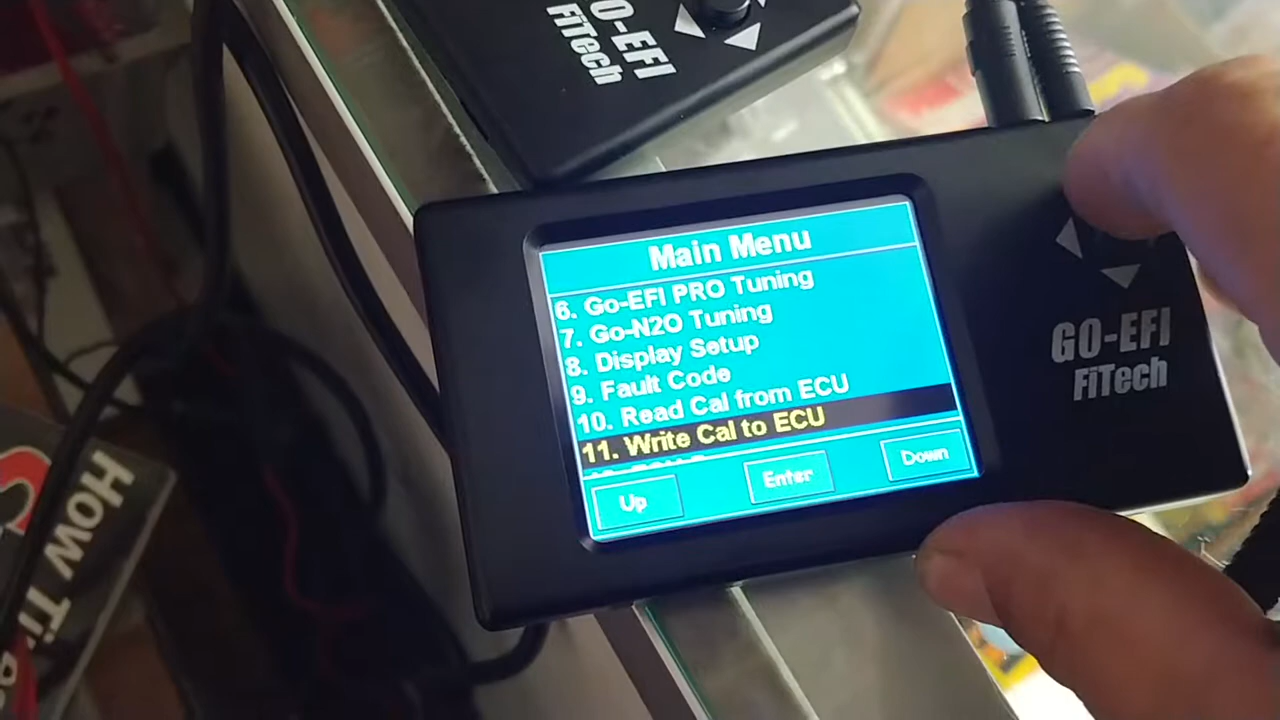 GO-EFI
FiTech
Main Menu
6. Go-EFI PRO Tuning
7. Go-N2O Tuning
8. Display Setup
9. Fault Code
10. Read Cal from ECU
11. Write Cal to ECU
Up
Enter
Down
GO-EFI
FiTech
How